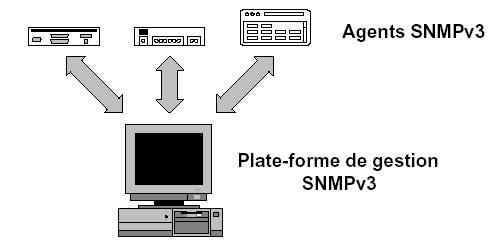 Agents SNMPv3
Plate-forme de gestion
SNMPv3